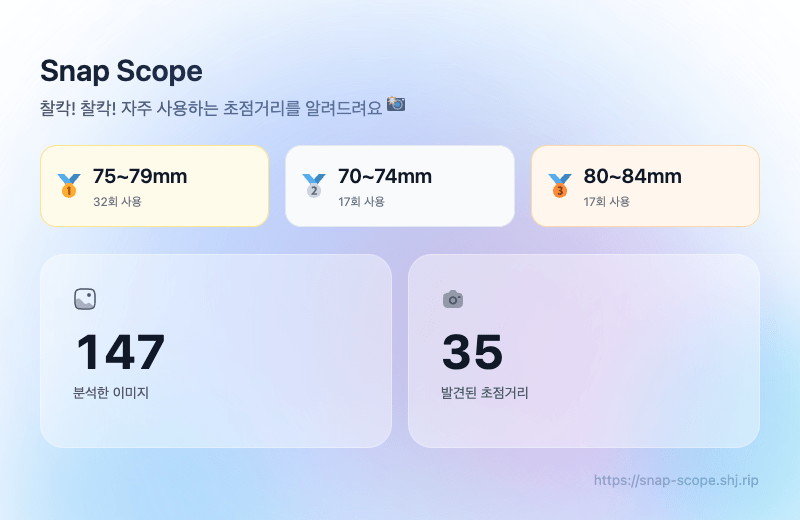 Snap Scope
찰칵! 찰칵! 자주 사용하는 초점거리를 알려드려요 📸
1
75~79mm
32회 사용
2
70~74mm
17회 사용
3
80~84mm
17회 사용
147
분석한 이미지
35
발견된 초점거리
https://snap-scope.shj.rip